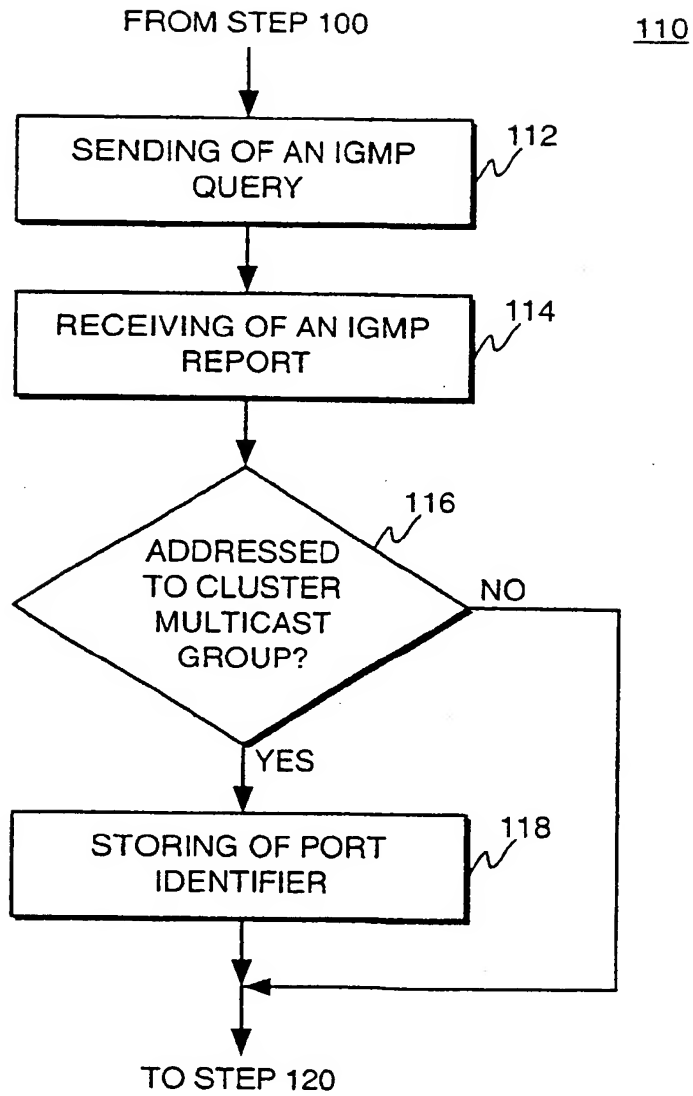 FROM STEP 100
110
SENDING OF AN IGMP
QUERY
112
RECEIVING OF AN IGMP
REPORT
114
ADDRESSED
TO CLUSTER
MULTICAST
GROUP?
116
NO
YES
STORING OF PORT
IDENTIFIER
118
TO STEP 120